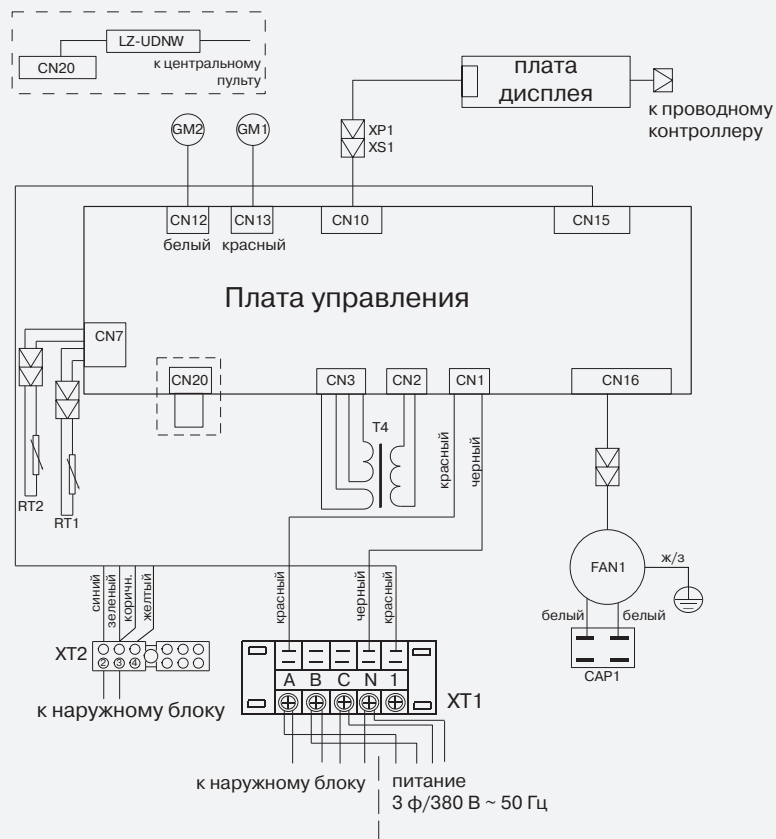 LZ-UDNW
CN20
к центральному
пульту
плата
дисплея
к проводному
контроллеру
XP1
XS1
GM2
GM1
CN12
CN13
CN10
CN15
белый
красный
Плата управления
CN7
CN20
CN3
CN2
CN1
CN16
T4
красный
черный
RT2
RT1
FAN1
ж/з
белый
белый
CAP1
синий
зеленый
коричн.
желтый
красный
черный
красный
XT2
2
3
4
к наружному блоку
A B C N 1
XT1
к наружному блоку
питание
3 ф/380 В ~ 50 Гц